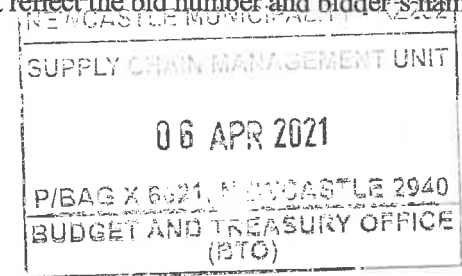 reflect the bid number and bidder's nam
NEWCASTLE MUNICIPALITY
SUPPLY CHAIN MANAGEMENT UNIT
06 APR 2021
P/BAG X 6621, NEWCASTLE 2940
BUDGET AND TREASURY OFFICE
(BTO)